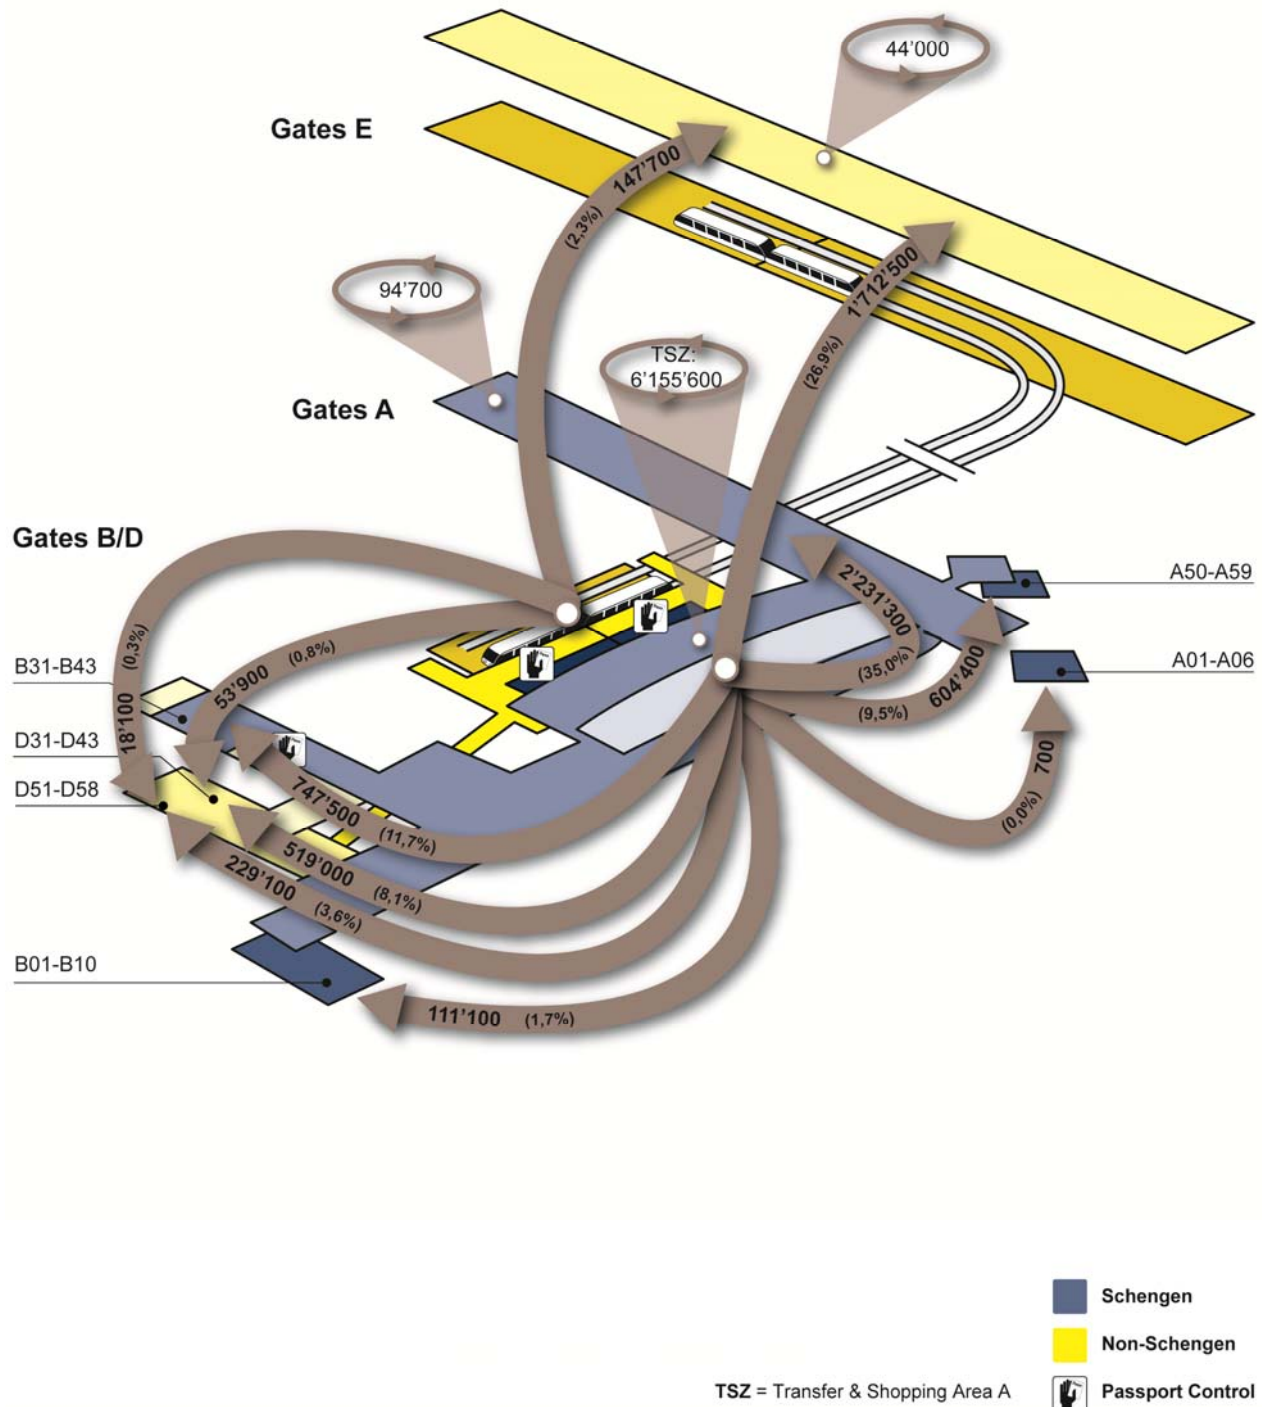 44’000
Gates E
147’700
(2,3%)
1’712’500
(26,9%)
94’700
TSZ:
6’155’600
Gates A
Gates B/D
2’231’300
(35,0%)
A50-A59
A01-A06
604’400
(9,5%)
700
(0,0%)
B31-B43
18’100
(0,3%)
53’900
(0,8%)
D31-D43
D51-D58
747’500
(11,7%)
519’000
(8,1%)
229’100
(3,6%)
B01-B10
111’100
(1,7%)
Schengen
Non-Schengen
TSZ = Transfer & Shopping Area A
Passport Control